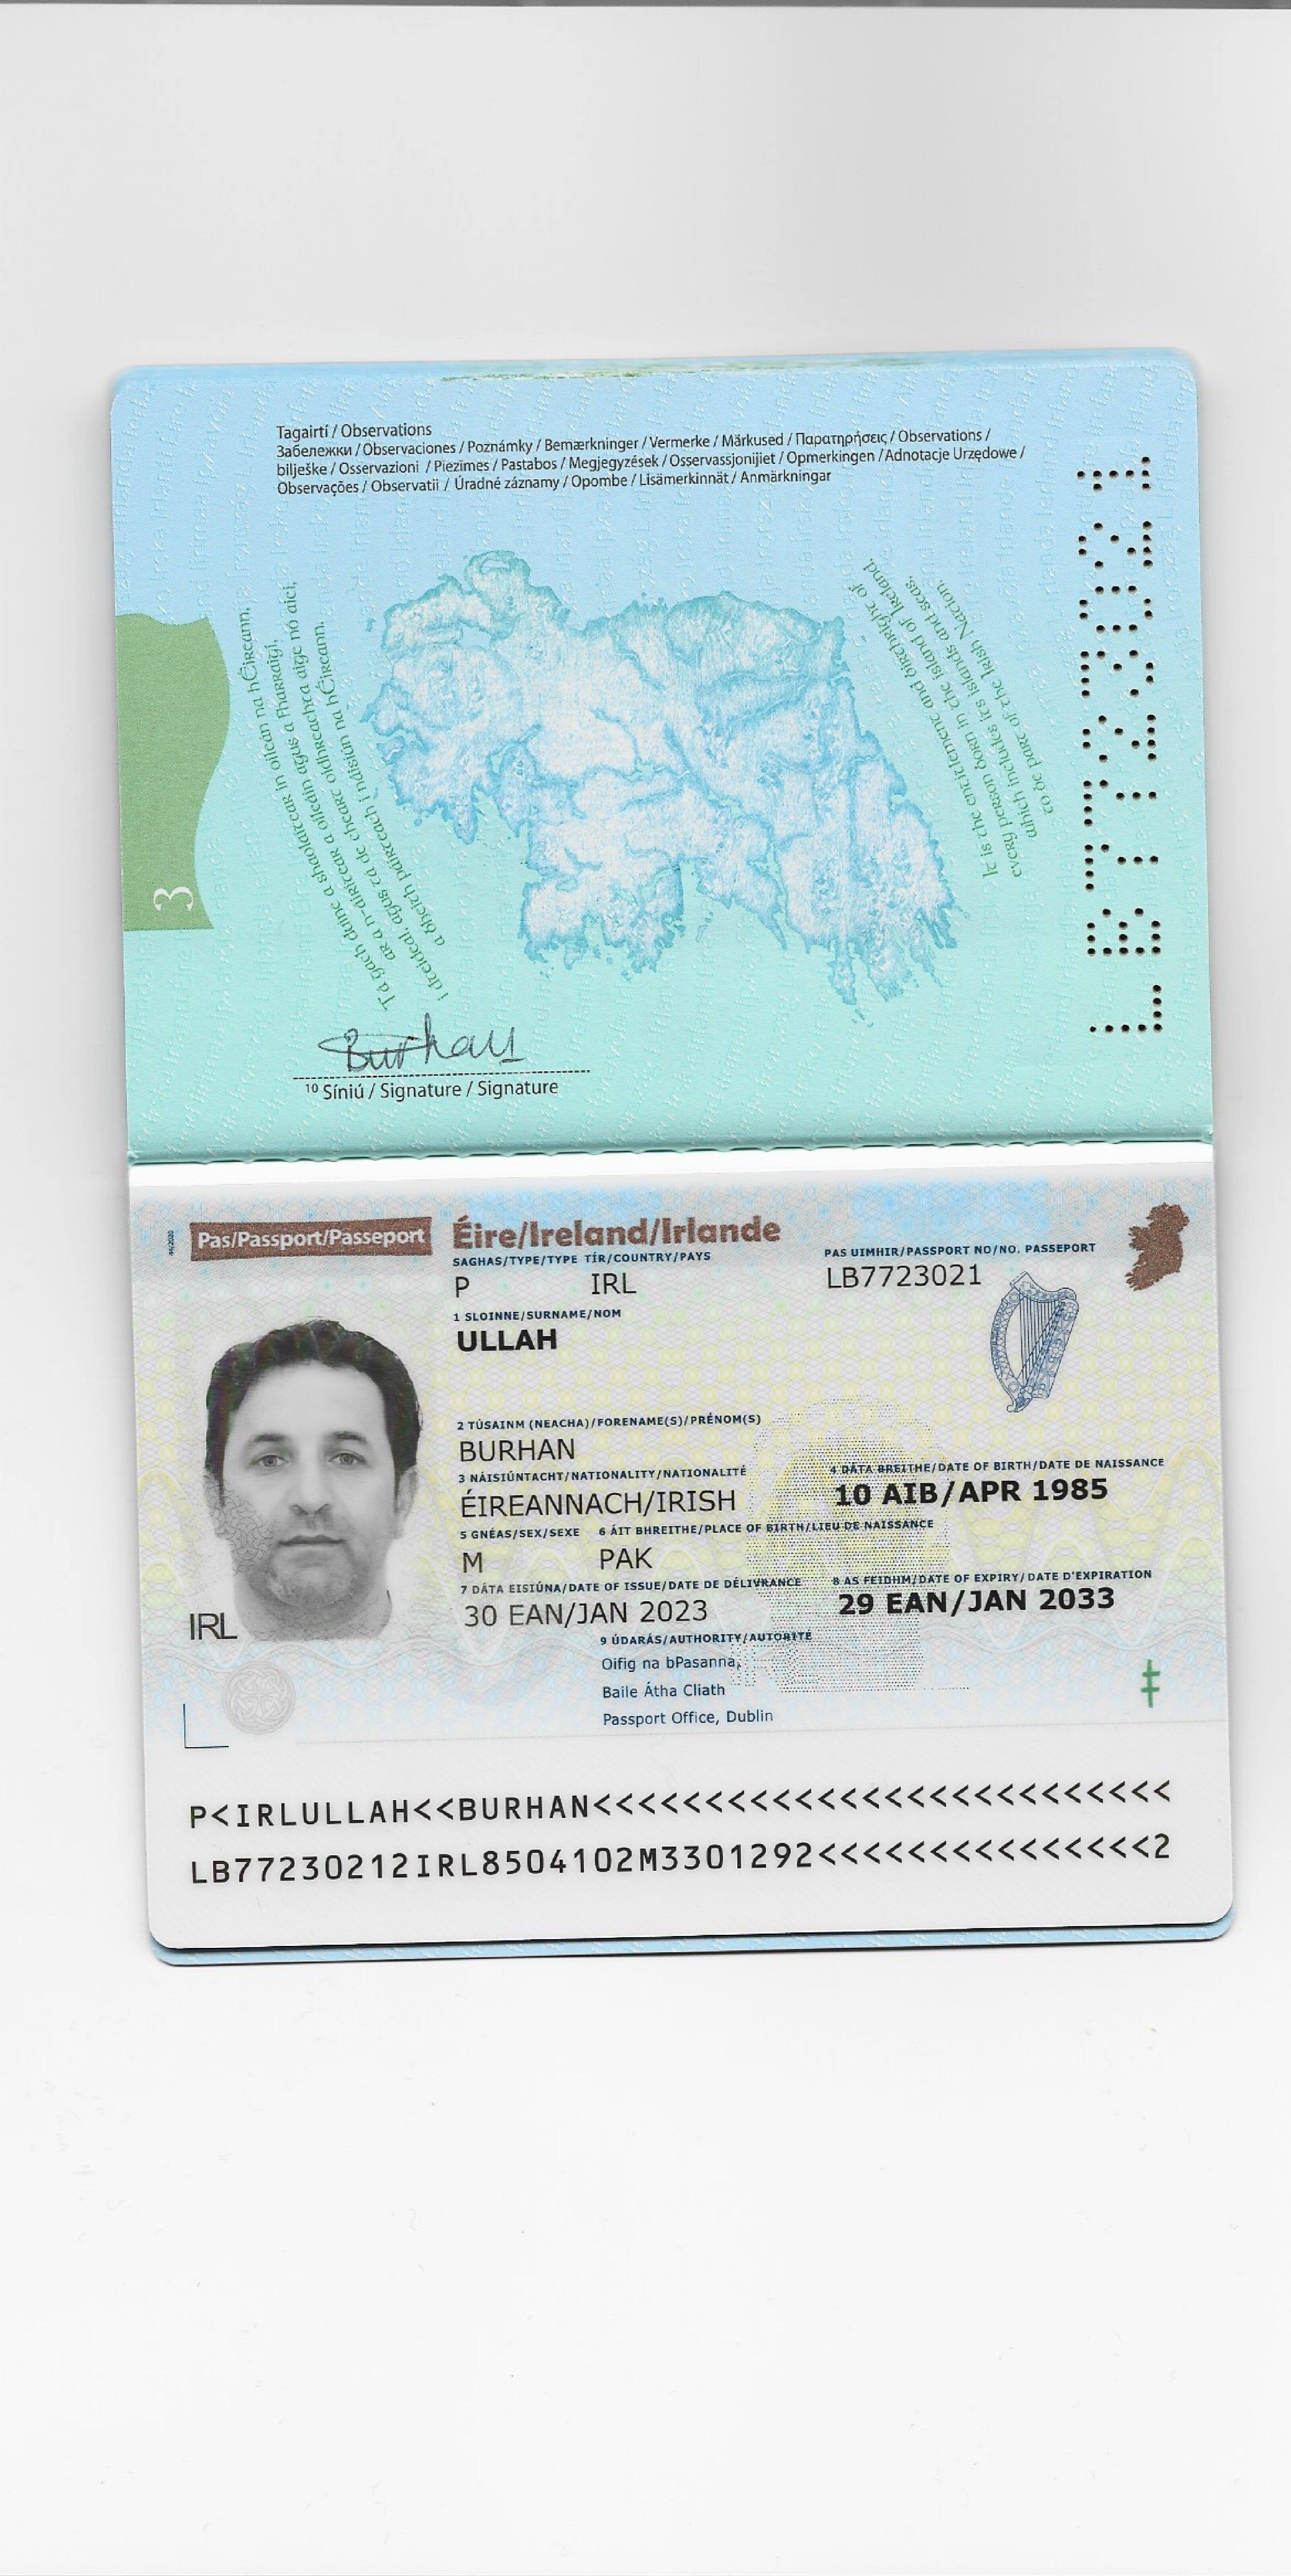 Tagairtí / Observations
Забележки / Observaciones / Poznámky / Bemærkninger / Vermerke / Märkused / Παρατηρήσεις / Observations /
bilješke / Osservazioni / Piezīmes / Pastabos / Megjegyzések / Osservassjonijiet / Opmerkingen / Adnotacje Urzędowe /
Observações / Observatii / Úradné záznamy / Opombe / Lisämerkinnät / Anmärkningar
LB7723021
Tá gach duine a shaolaítear in oileán na hÉireann,
ar a n-áirítear a oileáin agus a fharraigí,
i dteideal, agus tá de cheart oidhreachta aige nó aici,
a bheith páirteach i náisiún na hÉireann.
It is the entitlement and birthright of
every person born in the island of Ireland,
which includes its islands and seas,
to be part of the Irish Nation.
3
Burhan
10 Síniú / Signature / Signature
Pas/Passport/Passeport
Éire/Ireland/Irlande
SAGHAS/TYPE/TYPE TÍR/COUNTRY/PAYS
PAS UIMHIR/PASSPORT NO/NO. PASSEPORT
P IRL
LB7723021
1 SLOINNE/SURNAME/NOM
ULLAH
2 TÚSAINM (NEACHA)/FORENAME(S)/PRÉNOM(S)
BURHAN
3 NÁISIÚNTACHT/NATIONALITY/NATIONALITÉ
4 DÁTA BREITHE/DATE OF BIRTH/DATE DE NAISSANCE
ÉIREANNACH/IRISH
10 AIB/APR 1985
5 GNÉAS/SEX/SEXE 6 ÁIT BHREITHE/PLACE OF BIRTH/LIEU DE NAISSANCE
M PAK
7 DÁTA EISIÚNA/DATE OF ISSUE/DATE DE DÉLIVRANCE
8 AS FEIDHM/DATE OF EXPIRY/DATE D'EXPIRATION
30 EAN/JAN 2023
29 EAN/JAN 2033
IRL
9 ÚDARÁS/AUTHORITY/AUTORITÉ
Oifig na bPasanna,
Baile Átha Cliath
Passport Office, Dublin
P<IRLULLAH<<BURHAN<<<<<<<<<<<<<<<<<<<<<<<<<<
LB77230212IRL8504102M3301292<<<<<<<<<<<<<<<2